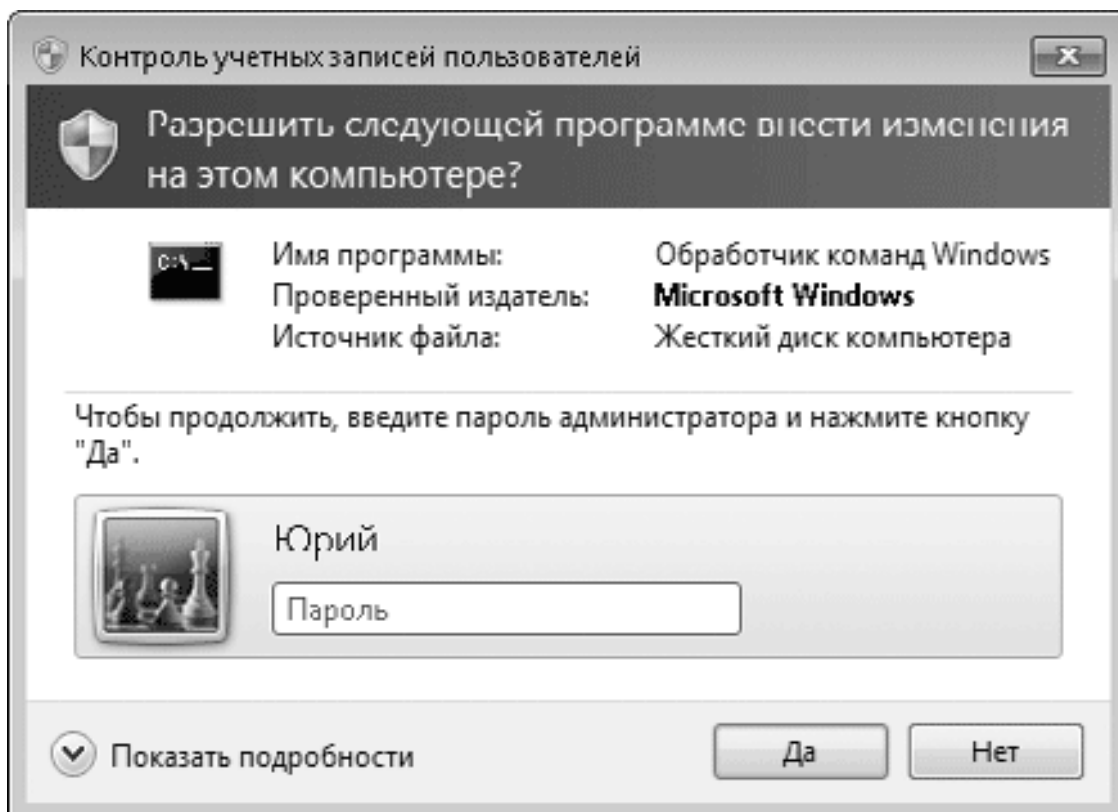 Контроль учетных записей пользователей
Разрешить следующей программе внести изменения
на этом компьютере?
C:\_
Имя программы: Обработчик команд Windows
Проверенный издатель: Microsoft Windows
Источник файла: Жесткий диск компьютера
Чтобы продолжить, введите пароль администратора и нажмите кнопку
"Да".
Юрий
Пароль
Показать подробности Да Нет